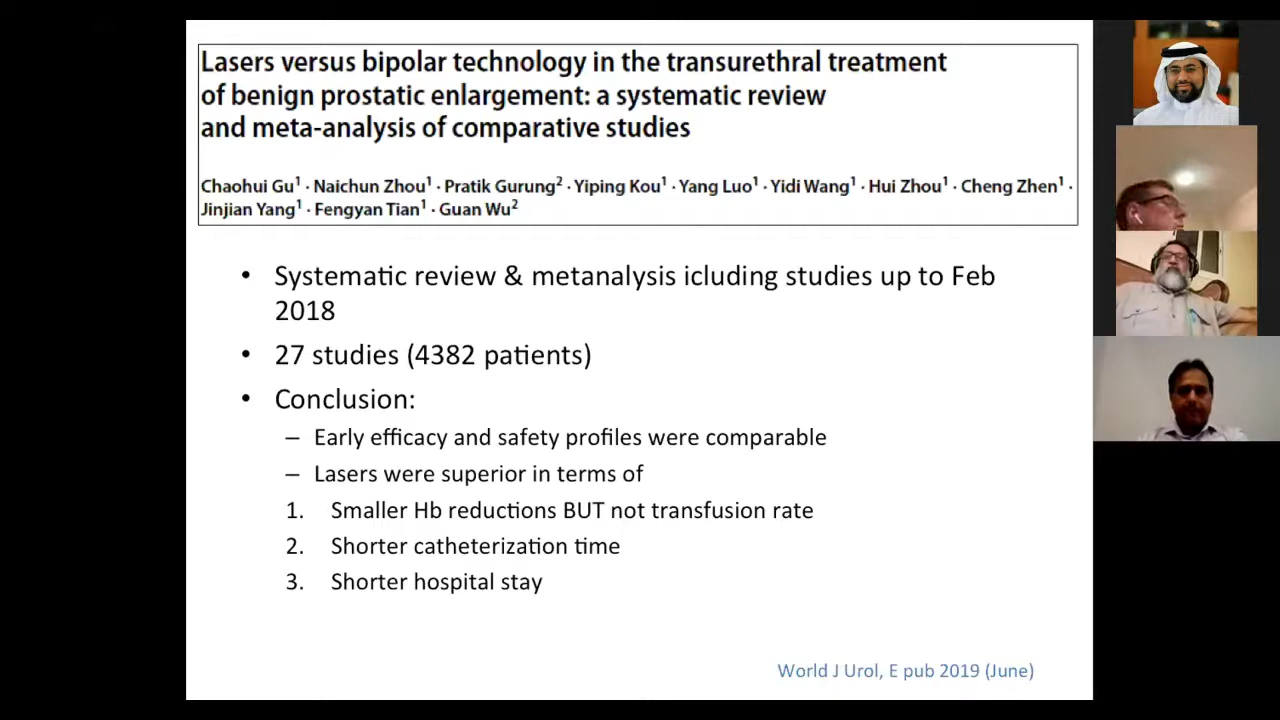 Lasers versus bipolar technology in the transurethral treatment
of benign prostatic enlargement: a systematic review
and meta-analysis of comparative studies
Chaohui Gu1 · Naichun Zhou1 · Pratik Gurung2 · Yiping Kou1 · Yang Luo1 · Yidi Wang1 · Hui Zhou1 · Cheng Zhen1 ·
Jinjian Yang1 · Fengyan Tian1 · Guan Wu2
• Systematic review & metanalysis icluding studies up to Feb
2018
• 27 studies (4382 patients)
• Conclusion:
– Early efficacy and safety profiles were comparable
– Lasers were superior in terms of
1. Smaller Hb reductions BUT not transfusion rate
2. Shorter catheterization time
3. Shorter hospital stay
World J Urol, E pub 2019 (June)